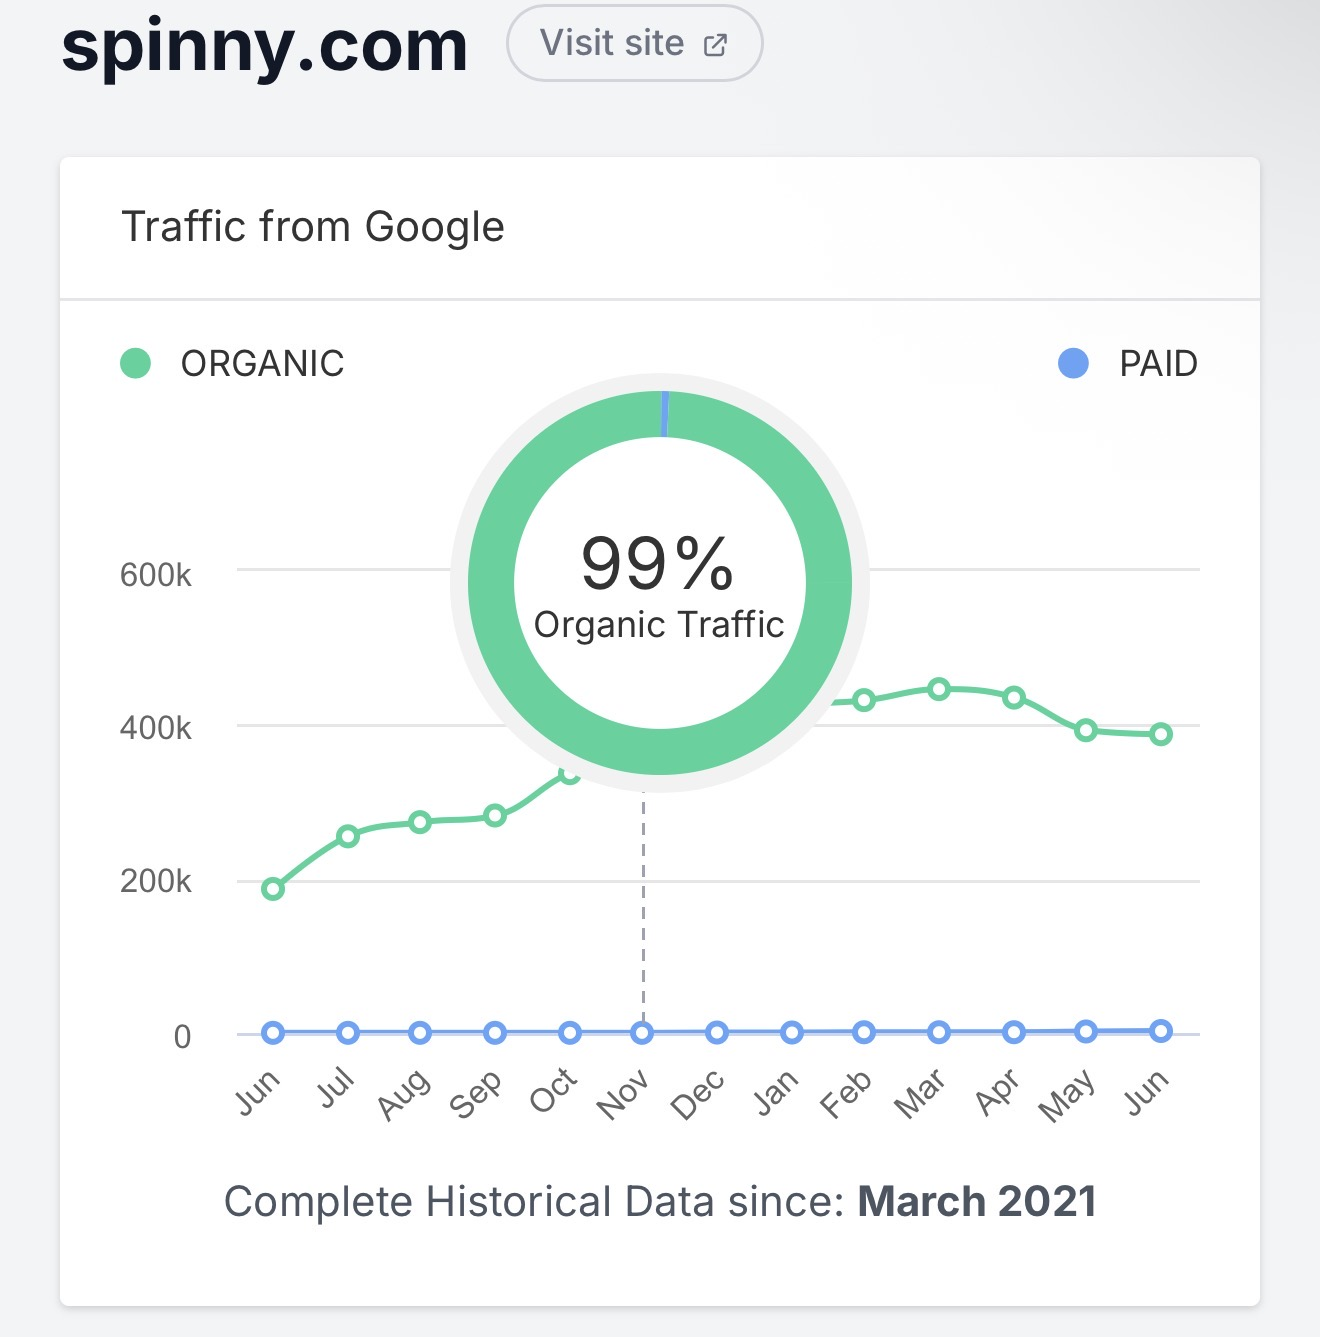 spinny.com
Visit site
Traffic from Google
ORGANIC
PAID
99%
Organic Traffic
600k
400k
200k
0
Jun
Jul
Aug
Sep
Oct
Nov
Dec
Jan
Feb
Mar
Apr
May
Jun
Complete Historical Data since: March 2021